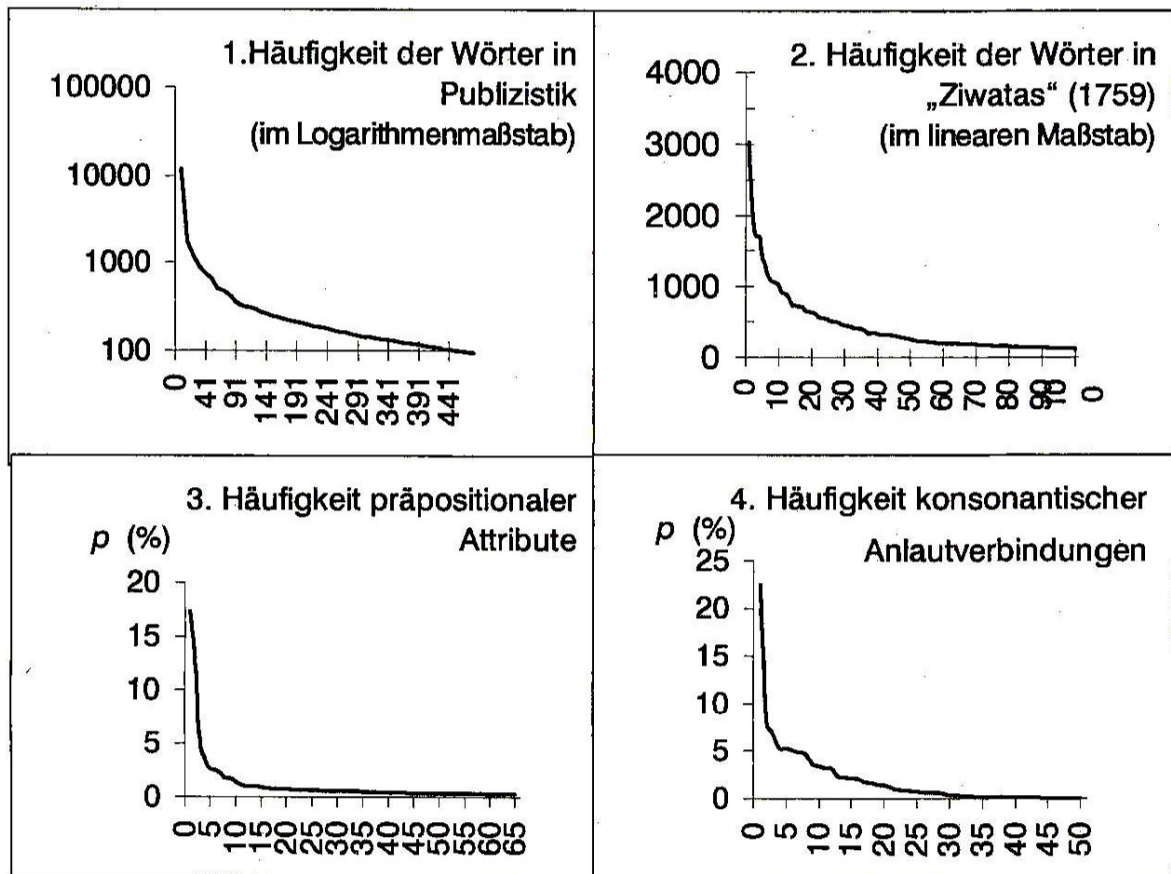 1.Häufigkeit der Wörter in
Publizistik
(im Logarithmenmaßstab)
100000
10000
1000
100
0 41 91 141 191 241 291 341 391 441
2. Häufigkeit der Wörter in
„Ziwatas“ (1759)
(im linearen Maßstab)
4000
3000
2000
1000
0
0 10 20 30 40 50 60 70 80 90 10 0
3. Häufigkeit präpositionaler
Attribute
p (%)
20
15
10
5
0
0 5 10 15 20 25 30 35 40 45 50 55 60 65
4. Häufigkeit konsonantischer
Anlautverbindungen
p (%)
25
20
15
10
5
0
0 5 10 15 20 25 30 35 40 45 50